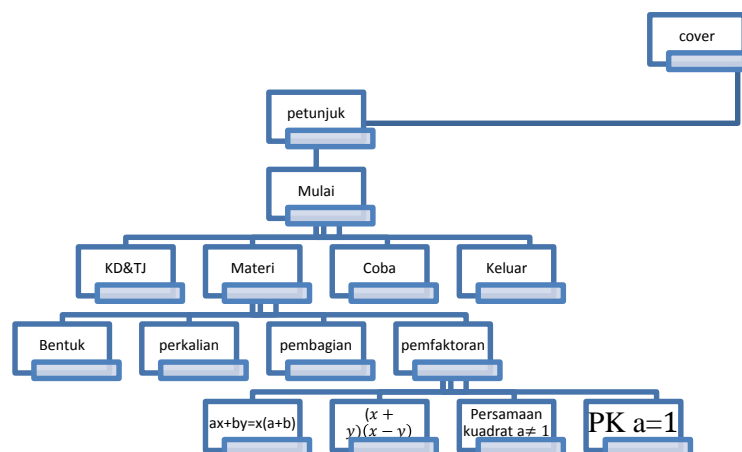 cover
petunjuk
Mulai
KD&TJ
Materi
Coba
Keluar
Bentuk
perkalian
pembagian
pemfaktoran
ax+by=x(a+b)
(x +
y)(x − y)
Persamaan
kuadrat a≠ 1
PK a=1